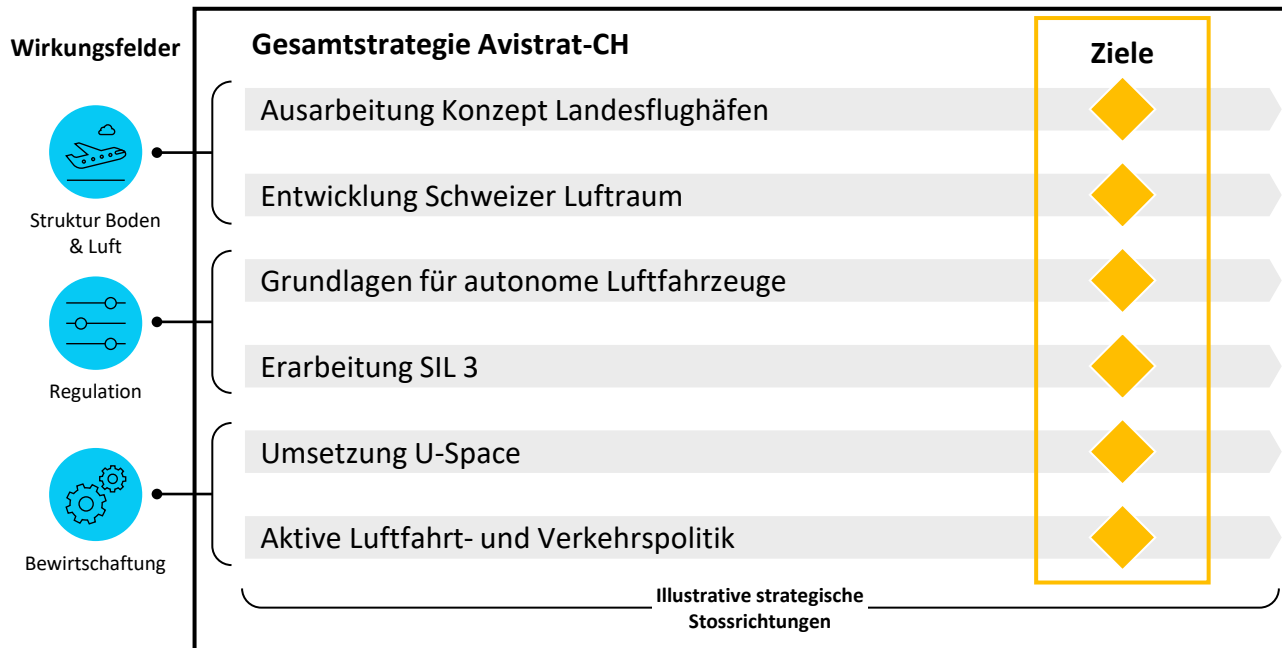 Wirkungsfelder
Gesamtstrategie Avistrat-CH
Ziele
Struktur Boden
& Luft
Ausarbeitung Konzept Landesflughäfen
Entwicklung Schweizer Luftraum
Regulation
Grundlagen für autonome Luftfahrzeuge
Erarbeitung SIL 3
Bewirtschaftung
Umsetzung U-Space
Aktive Luftfahrt- und Verkehrspolitik
Illustrative strategische
Stossrichtungen